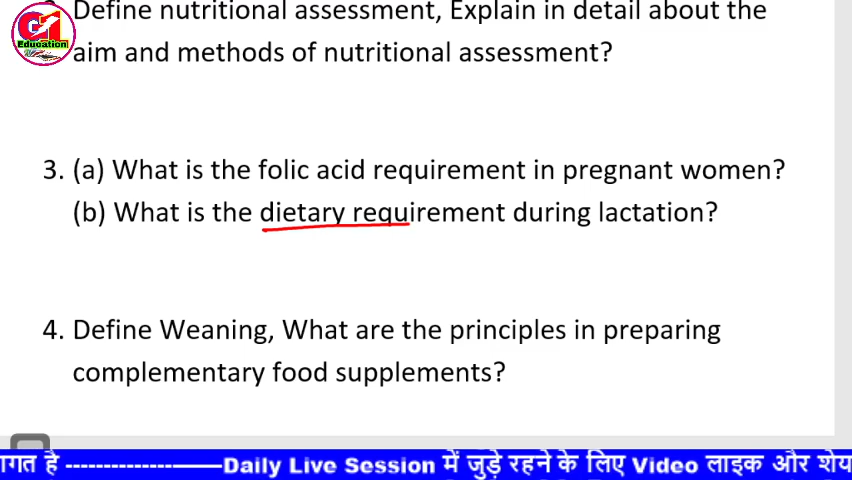 Define nutritional assessment, Explain in detail about the
Education
aim and methods of nutritional assessment?
3. (a) What is the folic acid requirement in pregnant women?
(b) What is the dietary requirement during lactation?
4. Define Weaning, What are the principles in preparing
complementary food supplements?
है ---------------——Daily Live Session में जुड़े रहने के लिए Video लाइक और